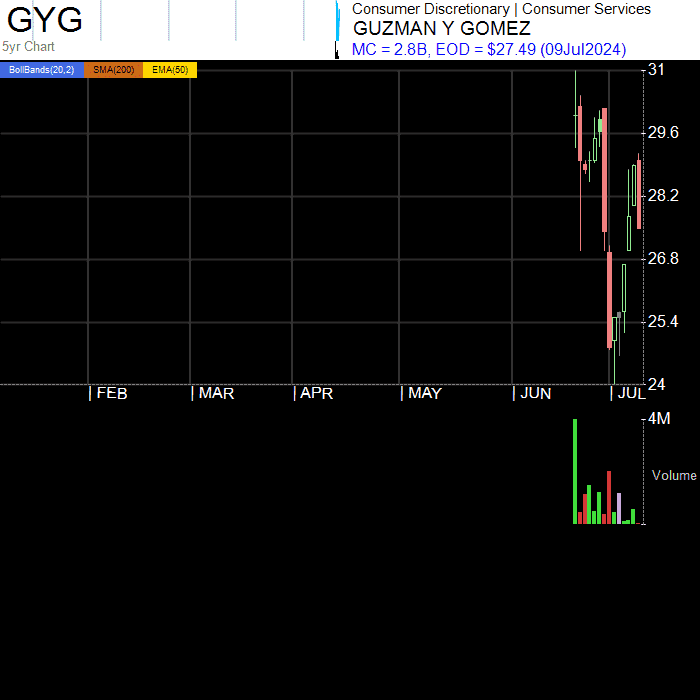 GYG
Consumer Discretionary | Consumer Services
GUZMAN Y GOMEZ
5yr Chart
MC = 2.8B, EOD = $27.49 (09Jul2024)
BollBands(20,2) SMA(200) EMA(50)
31
29.6
28.2
26.8
25.4
24
| FEB | MAR | APR | MAY | JUN | JUL
4M
Volume